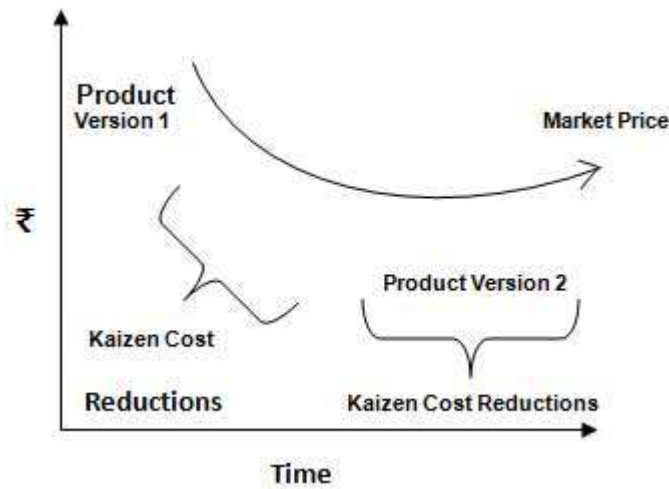 Product
Version 1
Market Price
₹
Product Version 2
Kaizen Cost
Reductions
Kaizen Cost Reductions
Time